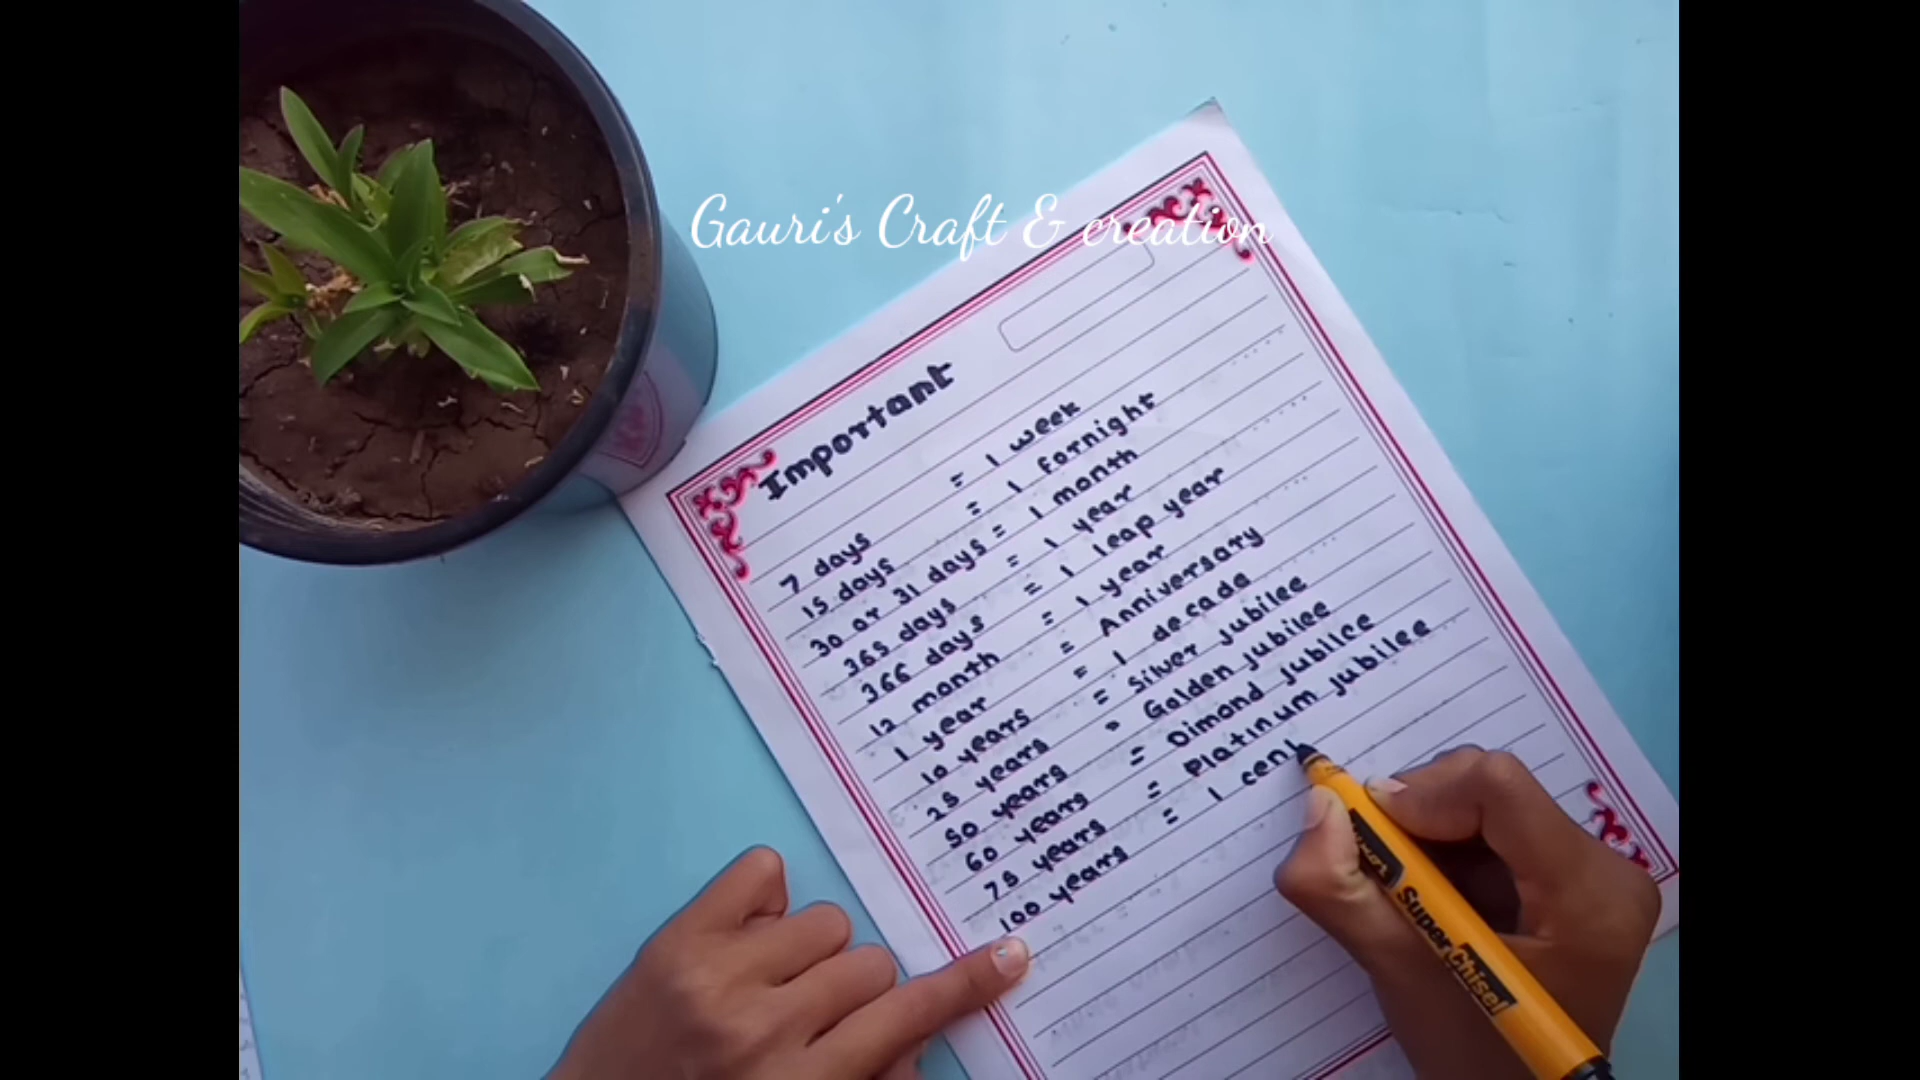 Gauri's Craft & creation
Important
7 days = 1 week
15 days = 1 fornight
30 or 31 days = 1 month
365 days = 1 year
366 days = 1 leap year
12 month = 1 year
1 year = Anniversary
10 years = 1 decade
25 years = Silver jubilee
50 years = Golden jubilee
60 years = Dimond jubilee
75 years = Platinum jubilee
100 years = 1 cent
Super Chisel